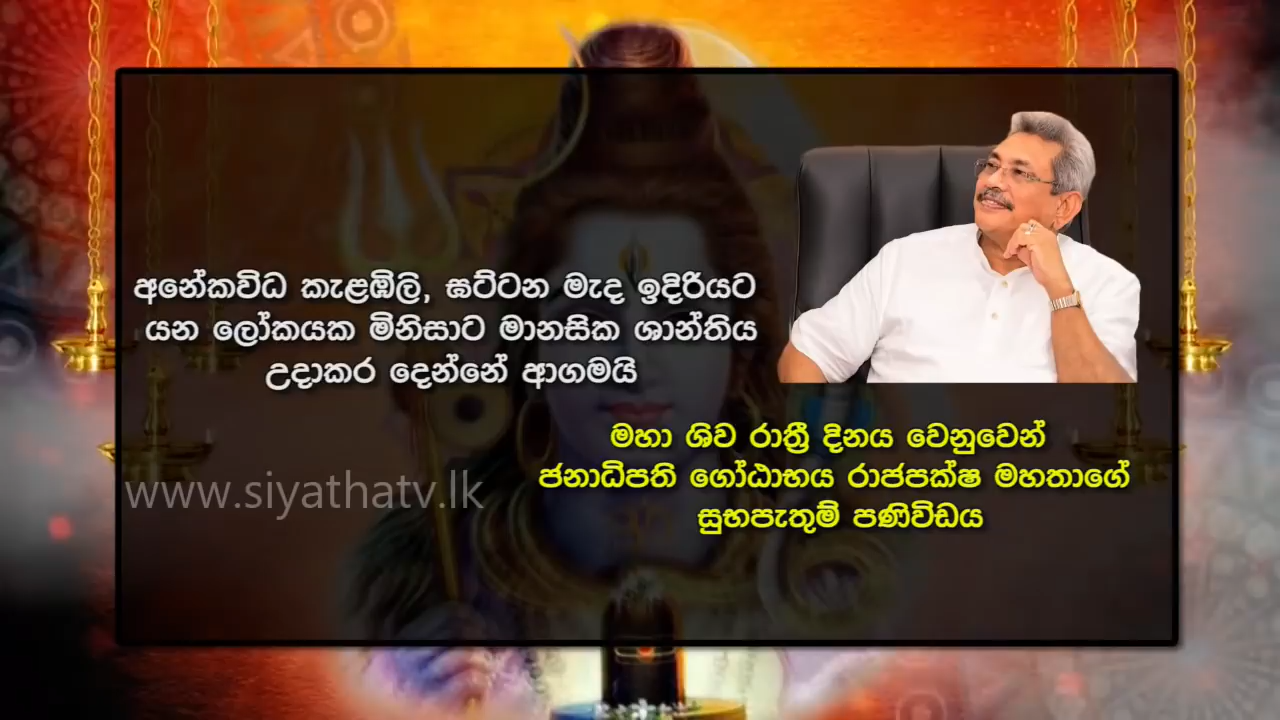 අනේකවිධ කැළඹිලි, ඝට්ටන මැද ඉදිරියට
යන ලෝකයක මිනිසාට මානසික ශාන්තිය
උදාකර දෙන්නේ ආගමයි
මහා ශිව රාත්‍රී දිනය වෙනුවෙන්
ජනාධිපති ගෝඨාභය රාජපක්ෂ මහතාගේ
සුභපැතුම් පණිවිඩය
www.siyathatv.lk